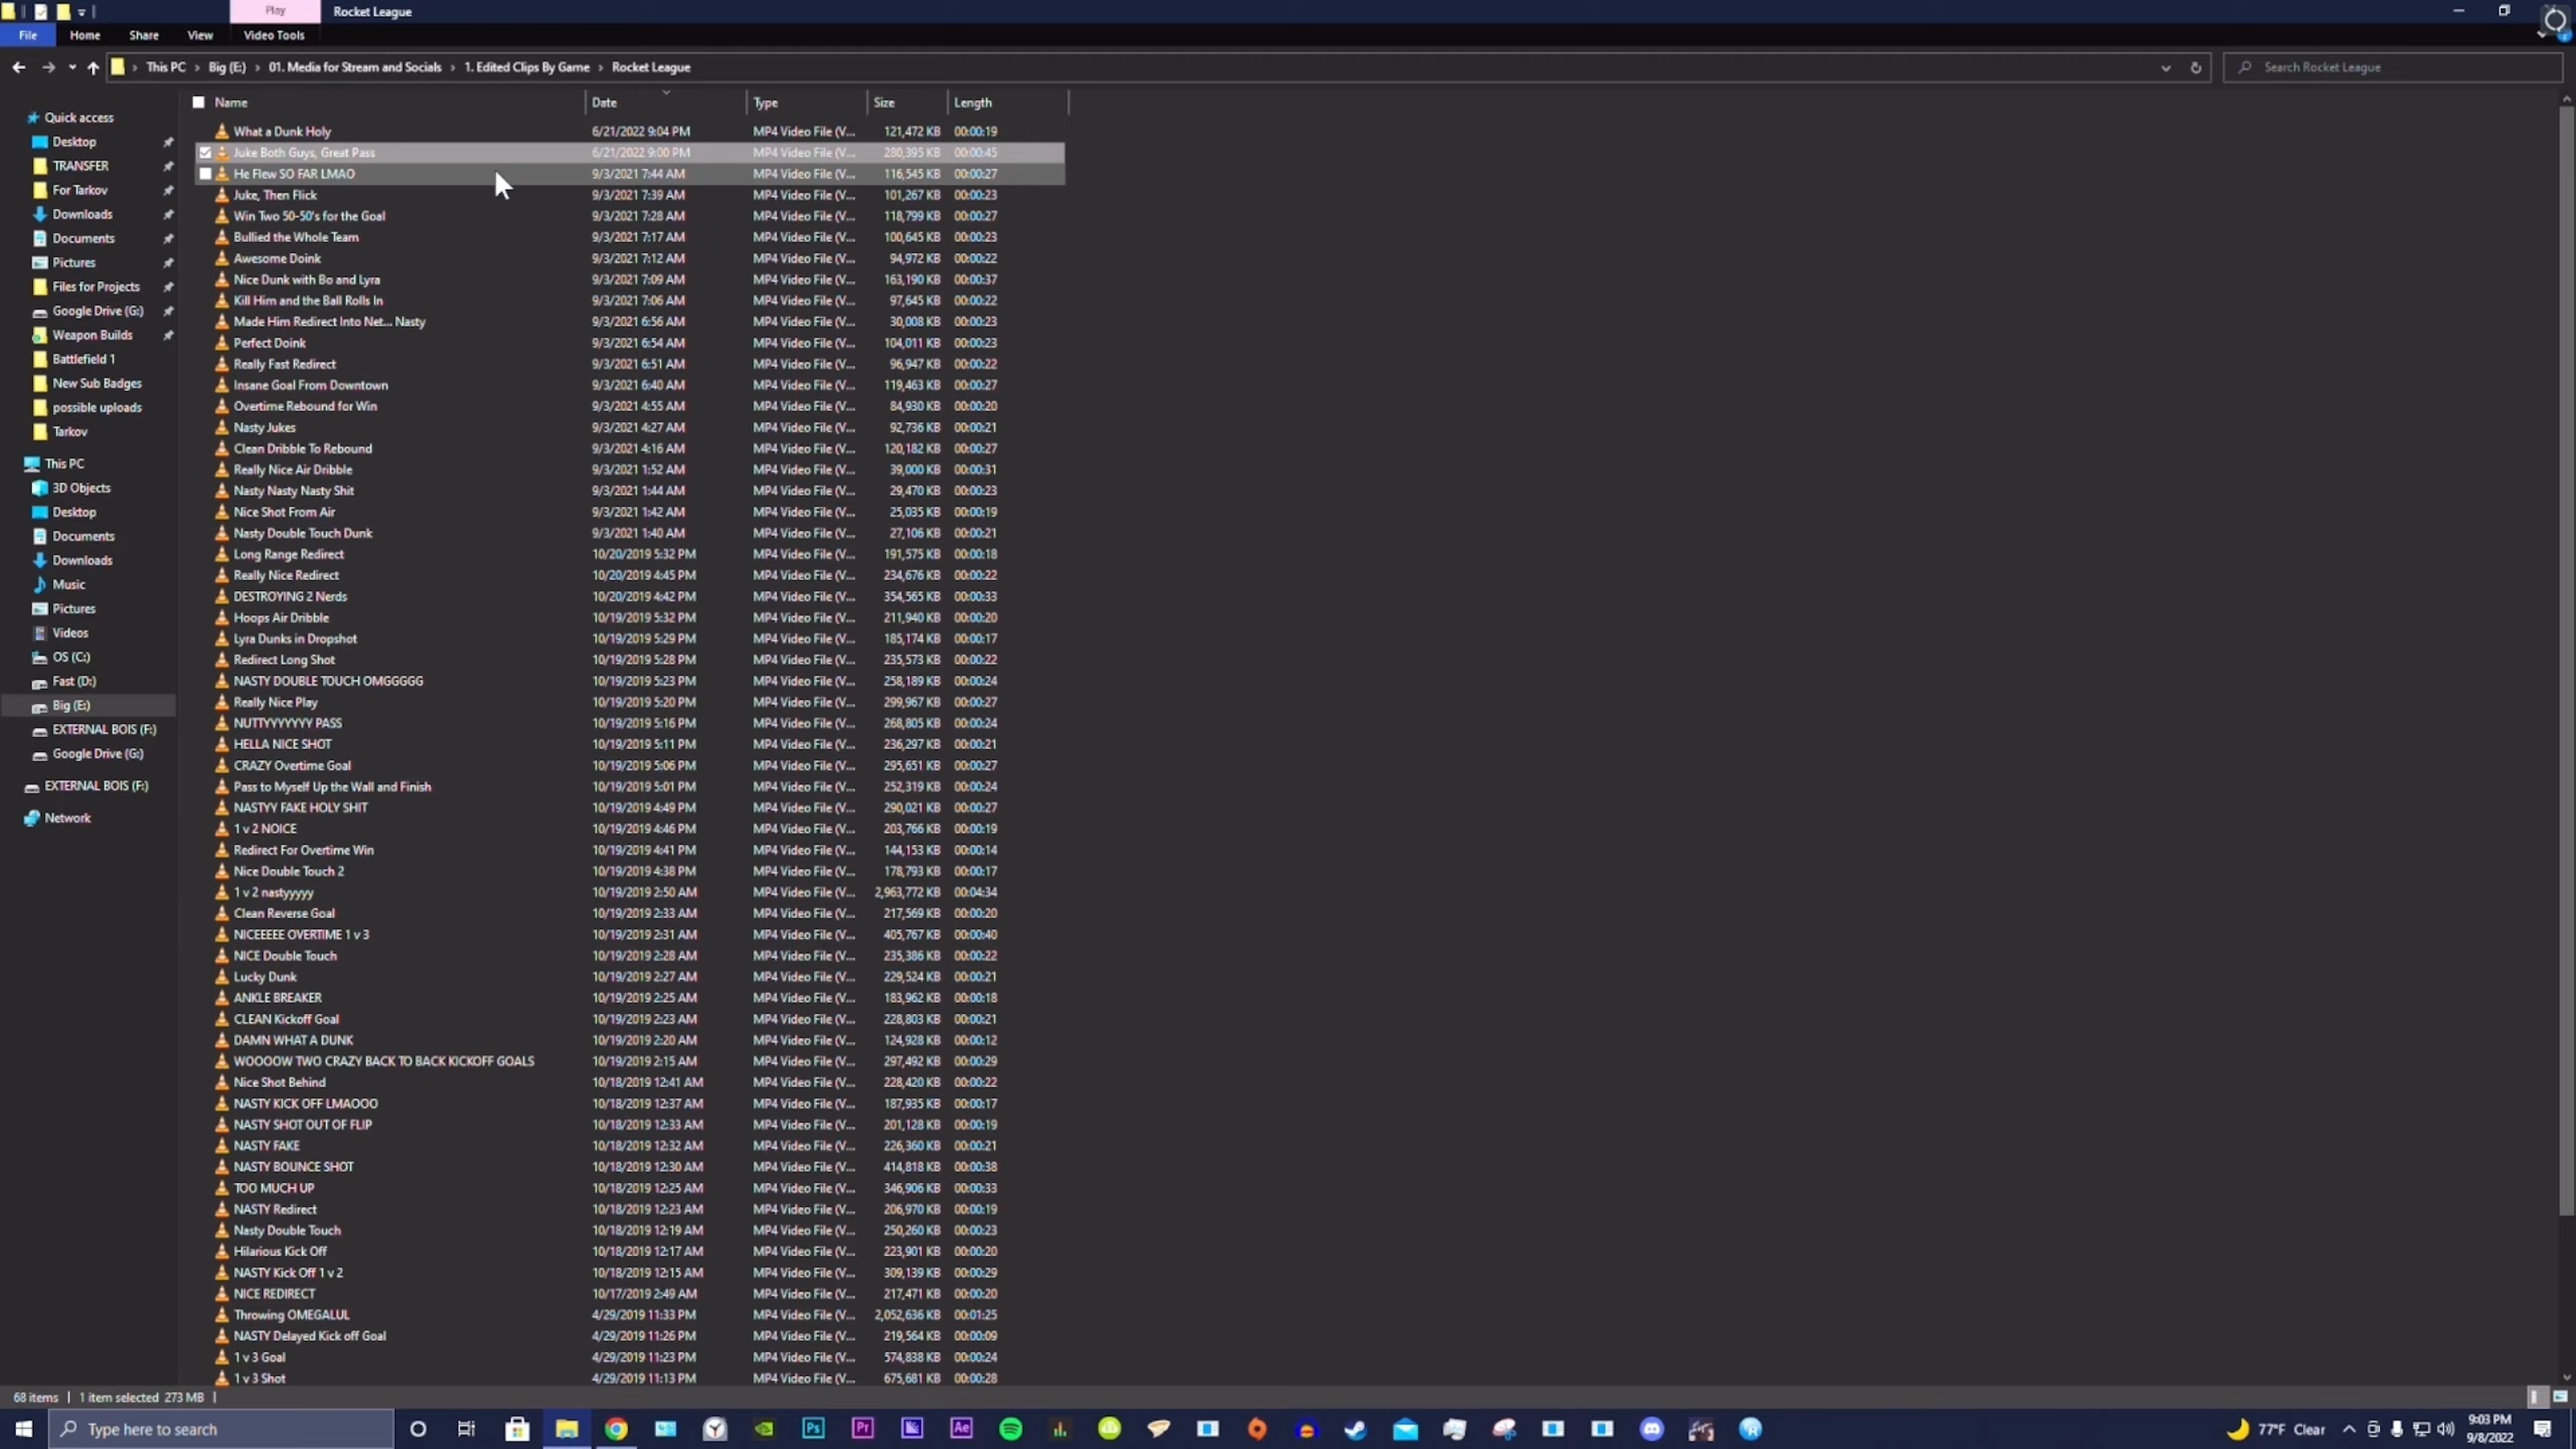 Play Rocket League
File Home Share View Video Tools
This PC › Big (E:) › 01. Media for Stream and Socials › 1. Edited Clips By Game › Rocket League Search Rocket League
Quick access
Desktop
TRANSFER
For Tarkov
Downloads
Documents
Pictures
Files for Projects
Google Drive (G:)
Weapon Builds
Battlefield 1
New Sub Badges
possible uploads
Tarkov
This PC
3D Objects
Desktop
Documents
Downloads
Music
Pictures
Videos
OS (C:)
Fast (D:)
Big (E:)
EXTERNAL BOIS (F:)
Google Drive (G:)
EXTERNAL BOIS (F:)
Network
Name Date Type Size Length
What a Dunk Holy 6/21/2022 9:04 PM MP4 Video File (V... 121,472 KB 00:00:19
Juke Both Guys, Great Pass 6/21/2022 9:00 PM MP4 Video File (V... 280,395 KB 00:00:45
He Flew SO FAR LMAO 9/3/2021 7:44 AM MP4 Video File (V... 116,545 KB 00:00:27
Juke, Then Flick 9/3/2021 7:39 AM MP4 Video File (V... 101,267 KB 00:00:23
Win Two 50-50's for the Goal 9/3/2021 7:28 AM MP4 Video File (V... 118,799 KB 00:00:27
Bullied the Whole Team 9/3/2021 7:17 AM MP4 Video File (V... 100,645 KB 00:00:23
Awesome Doink 9/3/2021 7:12 AM MP4 Video File (V... 94,972 KB 00:00:22
Nice Dunk with Bo and Lyra 9/3/2021 7:09 AM MP4 Video File (V... 163,190 KB 00:00:37
Kill Him and the Ball Rolls In 9/3/2021 7:06 AM MP4 Video File (V... 97,645 KB 00:00:22
Made Him Redirect Into Net... Nasty 9/3/2021 6:56 AM MP4 Video File (V... 30,008 KB 00:00:23
Perfect Doink 9/3/2021 6:54 AM MP4 Video File (V... 104,011 KB 00:00:23
Really Fast Redirect 9/3/2021 6:51 AM MP4 Video File (V... 96,947 KB 00:00:22
Insane Goal From Downtown 9/3/2021 6:40 AM MP4 Video File (V... 119,463 KB 00:00:27
Overtime Rebound for Win 9/3/2021 4:55 AM MP4 Video File (V... 84,930 KB 00:00:20
Nasty Jukes 9/3/2021 4:27 AM MP4 Video File (V... 92,736 KB 00:00:21
Clean Dribble To Rebound 9/3/2021 4:16 AM MP4 Video File (V... 120,182 KB 00:00:27
Really Nice Air Dribble 9/3/2021 1:52 AM MP4 Video File (V... 39,000 KB 00:00:31
Nasty Nasty Nasty Shit 9/3/2021 1:44 AM MP4 Video File (V... 29,470 KB 00:00:23
Nice Shot From Air 9/3/2021 1:42 AM MP4 Video File (V... 25,035 KB 00:00:19
Nasty Double Touch Dunk 9/3/2021 1:40 AM MP4 Video File (V... 27,106 KB 00:00:21
Long Range Redirect 10/20/2019 5:32 PM MP4 Video File (V... 191,575 KB 00:00:18
Really Nice Redirect 10/20/2019 4:45 PM MP4 Video File (V... 234,676 KB 00:00:22
DESTROYING 2 Nerds 10/20/2019 4:42 PM MP4 Video File (V... 354,565 KB 00:00:33
Hoops Air Dribble 10/19/2019 5:32 PM MP4 Video File (V... 211,940 KB 00:00:20
Lyra Dunks in Dropshot 10/19/2019 5:29 PM MP4 Video File (V... 185,174 KB 00:00:17
Redirect Long Shot 10/19/2019 5:28 PM MP4 Video File (V... 235,573 KB 00:00:22
NASTY DOUBLE TOUCH OMGGGGG 10/19/2019 5:23 PM MP4 Video File (V... 258,189 KB 00:00:24
Really Nice Play 10/19/2019 5:20 PM MP4 Video File (V... 299,967 KB 00:00:27
NUTTYYYYYYY PASS 10/19/2019 5:16 PM MP4 Video File (V... 268,805 KB 00:00:24
HELLA NICE SHOT 10/19/2019 5:11 PM MP4 Video File (V... 236,297 KB 00:00:21
CRAZY Overtime Goal 10/19/2019 5:06 PM MP4 Video File (V... 295,651 KB 00:00:27
Pass to Myself Up the Wall and Finish 10/19/2019 5:01 PM MP4 Video File (V... 252,319 KB 00:00:24
NASTYY FAKE HOLY SHIT 10/19/2019 4:49 PM MP4 Video File (V... 290,021 KB 00:00:27
1 v 2 NOICE 10/19/2019 4:46 PM MP4 Video File (V... 203,766 KB 00:00:19
Redirect For Overtime Win 10/19/2019 4:41 PM MP4 Video File (V... 144,153 KB 00:00:14
Nice Double Touch 2 10/19/2019 4:38 PM MP4 Video File (V... 178,793 KB 00:00:17
1 v 2 nastyyyyy 10/19/2019 2:50 AM MP4 Video File (V... 2,963,772 KB 00:04:34
Clean Reverse Goal 10/19/2019 2:33 AM MP4 Video File (V... 217,569 KB 00:00:20
NICEEEEE OVERTIME 1 v 3 10/19/2019 2:31 AM MP4 Video File (V... 405,767 KB 00:00:40
NICE Double Touch 10/19/2019 2:28 AM MP4 Video File (V... 235,386 KB 00:00:22
Lucky Dunk 10/19/2019 2:27 AM MP4 Video File (V... 229,524 KB 00:00:21
ANKLE BREAKER 10/19/2019 2:25 AM MP4 Video File (V... 183,962 KB 00:00:18
CLEAN Kickoff Goal 10/19/2019 2:23 AM MP4 Video File (V... 228,803 KB 00:00:21
DAMN WHAT A DUNK 10/19/2019 2:20 AM MP4 Video File (V... 124,928 KB 00:00:12
WOOOOW TWO CRAZY BACK TO BACK KICKOFF GOALS 10/19/2019 2:15 AM MP4 Video File (V... 297,492 KB 00:00:29
Nice Shot Behind 10/18/2019 12:41 AM MP4 Video File (V... 228,420 KB 00:00:22
NASTY KICK OFF LMAOOO 10/18/2019 12:37 AM MP4 Video File (V... 187,935 KB 00:00:17
NASTY SHOT OUT OF FLIP 10/18/2019 12:33 AM MP4 Video File (V... 201,128 KB 00:00:19
NASTY FAKE 10/18/2019 12:32 AM MP4 Video File (V... 226,360 KB 00:00:21
NASTY BOUNCE SHOT 10/18/2019 12:30 AM MP4 Video File (V... 414,818 KB 00:00:38
TOO MUCH UP 10/18/2019 12:25 AM MP4 Video File (V... 346,906 KB 00:00:33
NASTY Redirect 10/18/2019 12:23 AM MP4 Video File (V... 206,970 KB 00:00:19
Nasty Double Touch 10/18/2019 12:19 AM MP4 Video File (V... 250,260 KB 00:00:23
Hilarious Kick Off 10/18/2019 12:17 AM MP4 Video File (V... 223,901 KB 00:00:20
NASTY Kick Off 1 v 2 10/18/2019 12:15 AM MP4 Video File (V... 309,139 KB 00:00:29
NICE REDIRECT 10/17/2019 2:49 AM MP4 Video File (V... 217,471 KB 00:00:20
Throwing OMEGALUL 4/29/2019 11:33 PM MP4 Video File (V... 2,052,636 KB 00:01:25
NASTY Delayed Kick off Goal 4/29/2019 11:26 PM MP4 Video File (V... 219,564 KB 00:00:09
1 v 3 Goal 4/29/2019 11:23 PM MP4 Video File (V... 574,838 KB 00:00:24
1 v 3 Shot 4/29/2019 11:13 PM MP4 Video File (V... 675,681 KB 00:00:28
68 items 1 item selected 273 MB
Type here to search Ps Pr Ae 77°F Clear 9:03 PM
9/8/2022